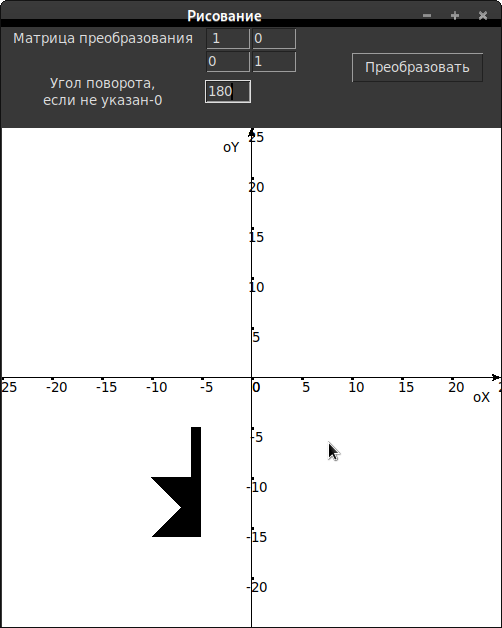 Рисование
Матрица преобразования 1 0
0 1
Преобразовать
Угол поворота,
если не указан-0
180
25
oY
20
15
10
5
25 -20 -15 -10 -5 0 5 10 15 20
oX
-5
-10
-15
-20